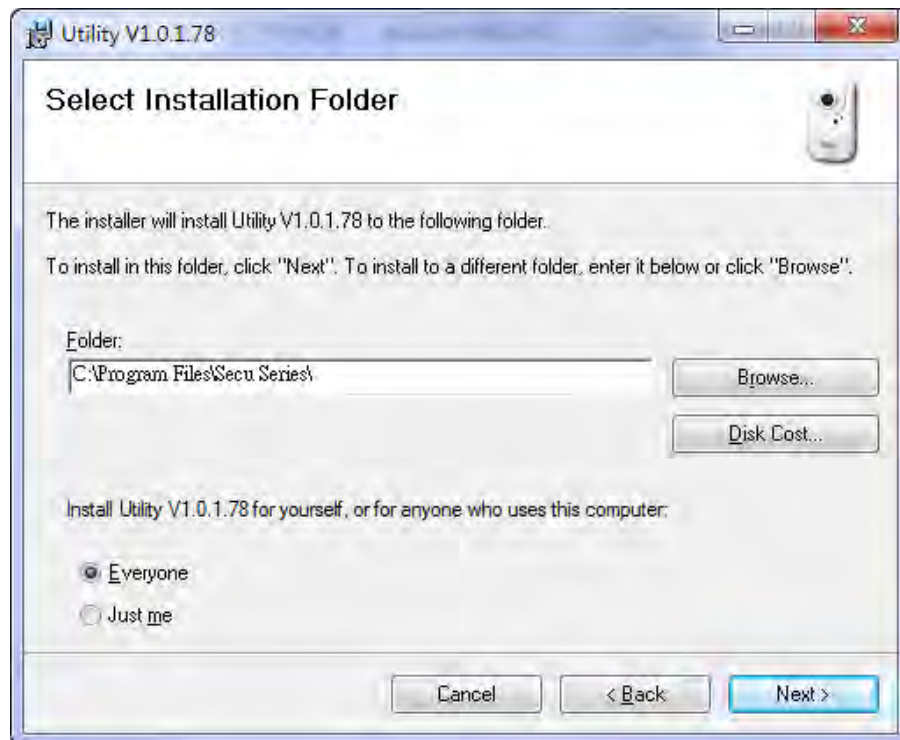 Utility V1.0.1.78
Select Installation Folder
The installer will install Utility V1.0.1.78 to the following folder.
To install in this folder, click "Next". To install to a different folder, enter it below or click "Browse".
Folder:
C:\Program Files\Secu Series\
Browse...
Disk Cost...
Install Utility V1.0.1.78 for yourself, or for anyone who uses this computer:
Everyone
Just me
Cancel
< Back
Next >